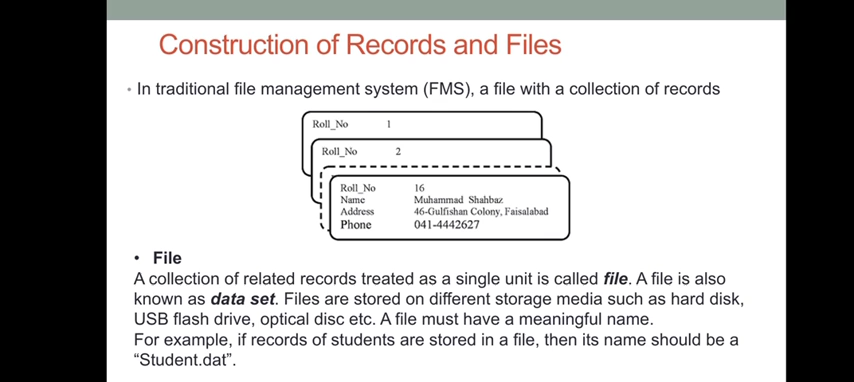 Construction of Records and Files
• In traditional file management system (FMS), a file with a collection of records
Roll_No 1
Roll_No 2
Roll_No 16
Name Muhammad Shahbaz
Address 46-Gulfishan Colony, Faisalabad
Phone 041-4442627
• File
A collection of related records treated as a single unit is called file. A file is also
known as data set. Files are stored on different storage media such as hard disk,
USB flash drive, optical disc etc. A file must have a meaningful name.
For example, if records of students are stored in a file, then its name should be a
“Student.dat”.